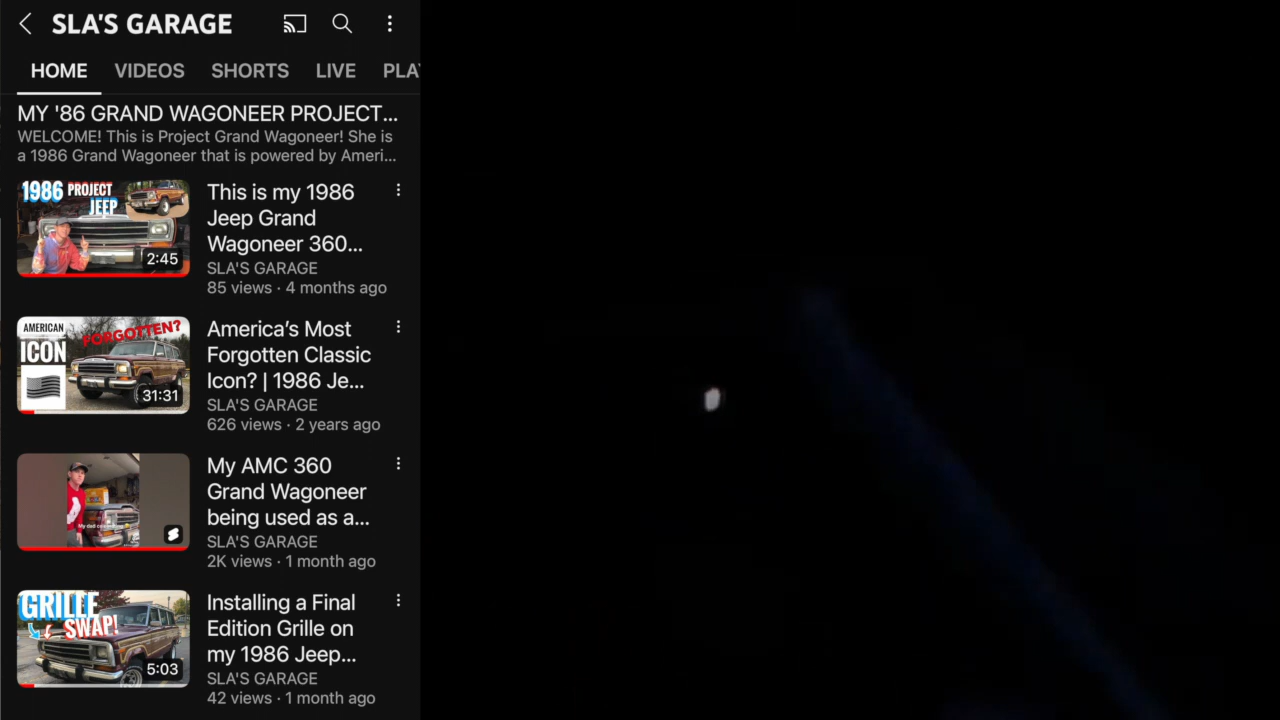 SLA'S GARAGE
HOME VIDEOS SHORTS LIVE PLA
MY '86 GRAND WAGONEER PROJECT...
WELCOME! This is Project Grand Wagoneer! She is
a 1986 Grand Wagoneer that is powered by Ameri...
1986 PROJECT
JEEP
2:45
This is my 1986
Jeep Grand
Wagoneer 360...
SLA'S GARAGE
85 views · 4 months ago
AMERICAN
ICON
FORGOTTEN?
31:31
America's Most
Forgotten Classic
Icon? | 1986 Je...
SLA'S GARAGE
626 views · 2 years ago
My AMC 360
Grand Wagoneer
being used as a...
SLA'S GARAGE
2K views · 1 month ago
GRILLE
SWAP!
5:03
Installing a Final
Edition Grille on
my 1986 Jeep...
SLA'S GARAGE
42 views · 1 month ago